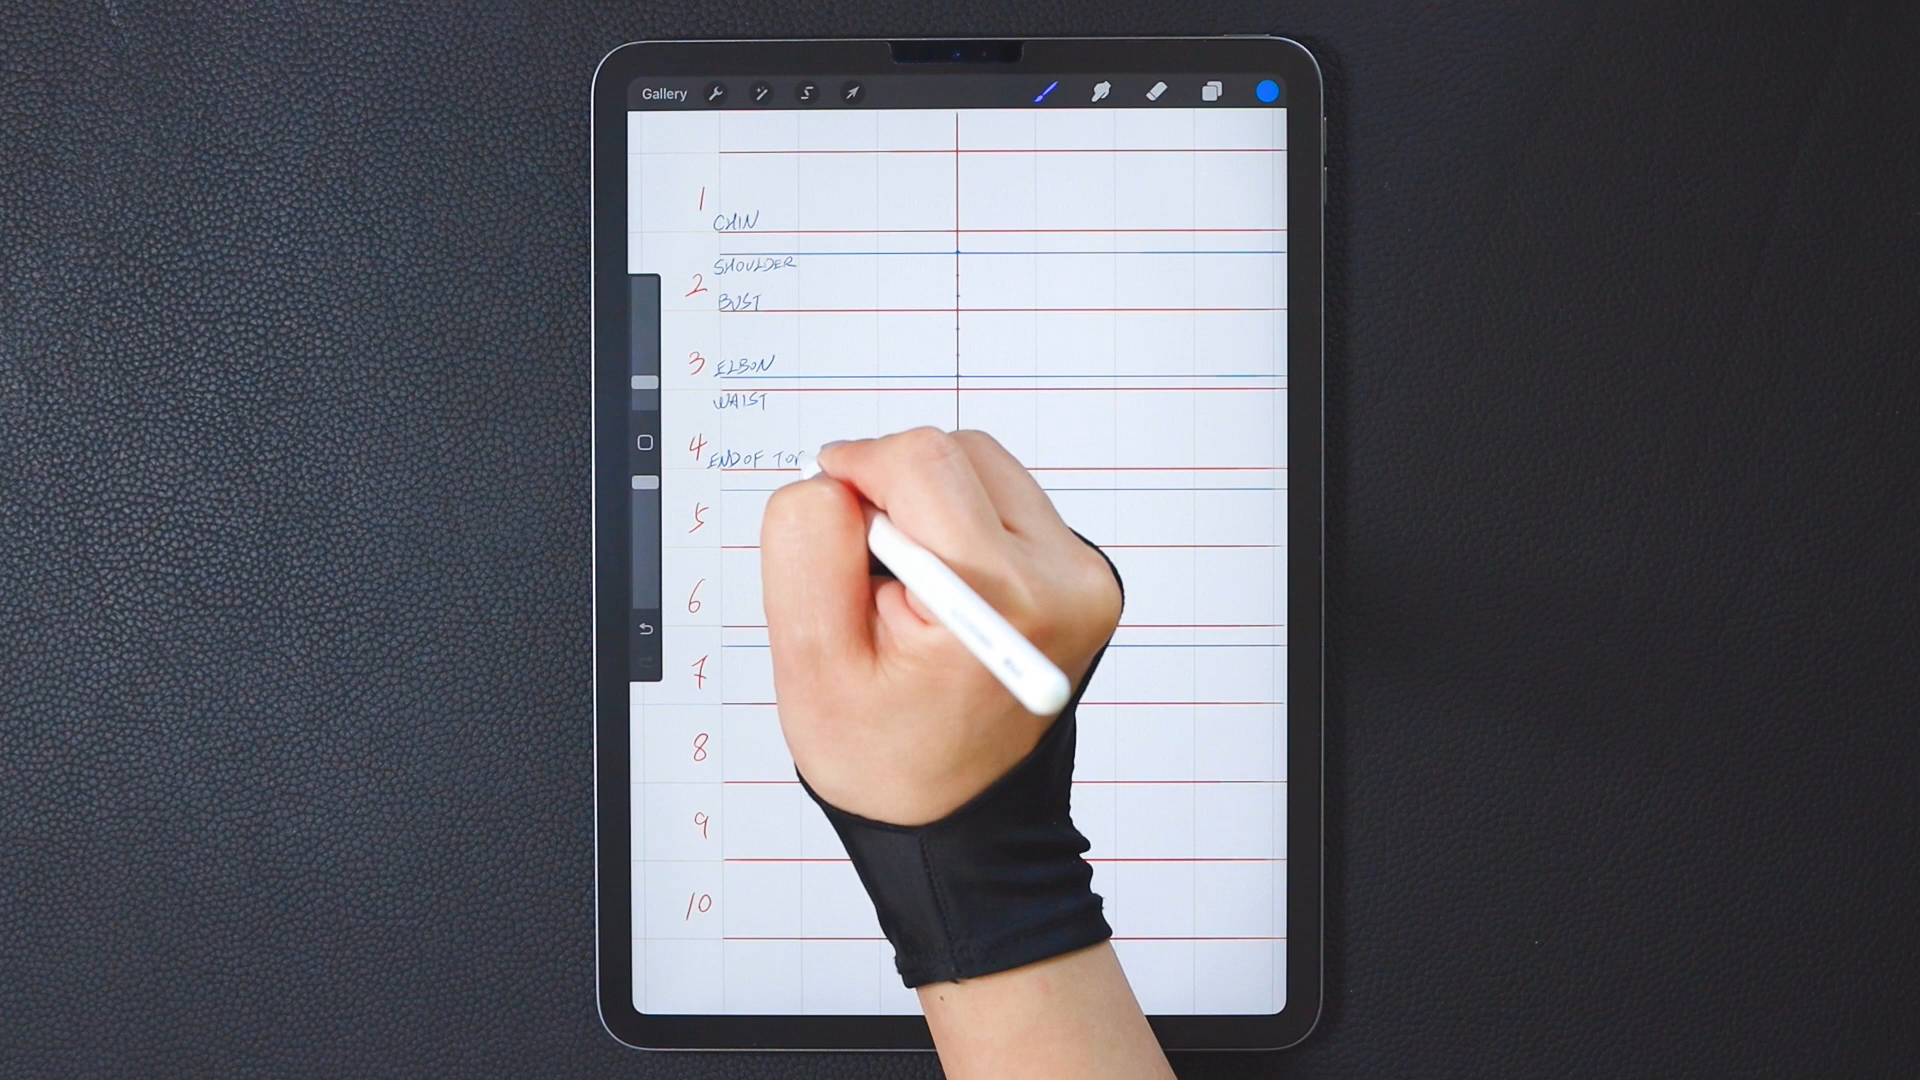 Gallery
1
CHIN
SHOULDER
2
BUST
3
ELBOW
WAIST
4
END OF TOP
5
6
7
8
9
10